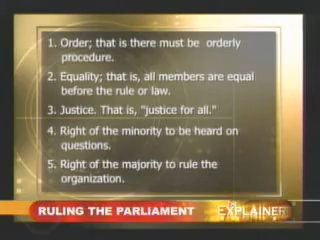 1. Order; that is there must be orderly
procedure.
2. Equality; that is, all members are equal
before the rule or law.
3. Justice. That is, "justice for all."
4. Right of the minority to be heard on
questions.
5. Right of the majority to rule the
organization.
RULING THE PARLIAMENT
EXPLAINER